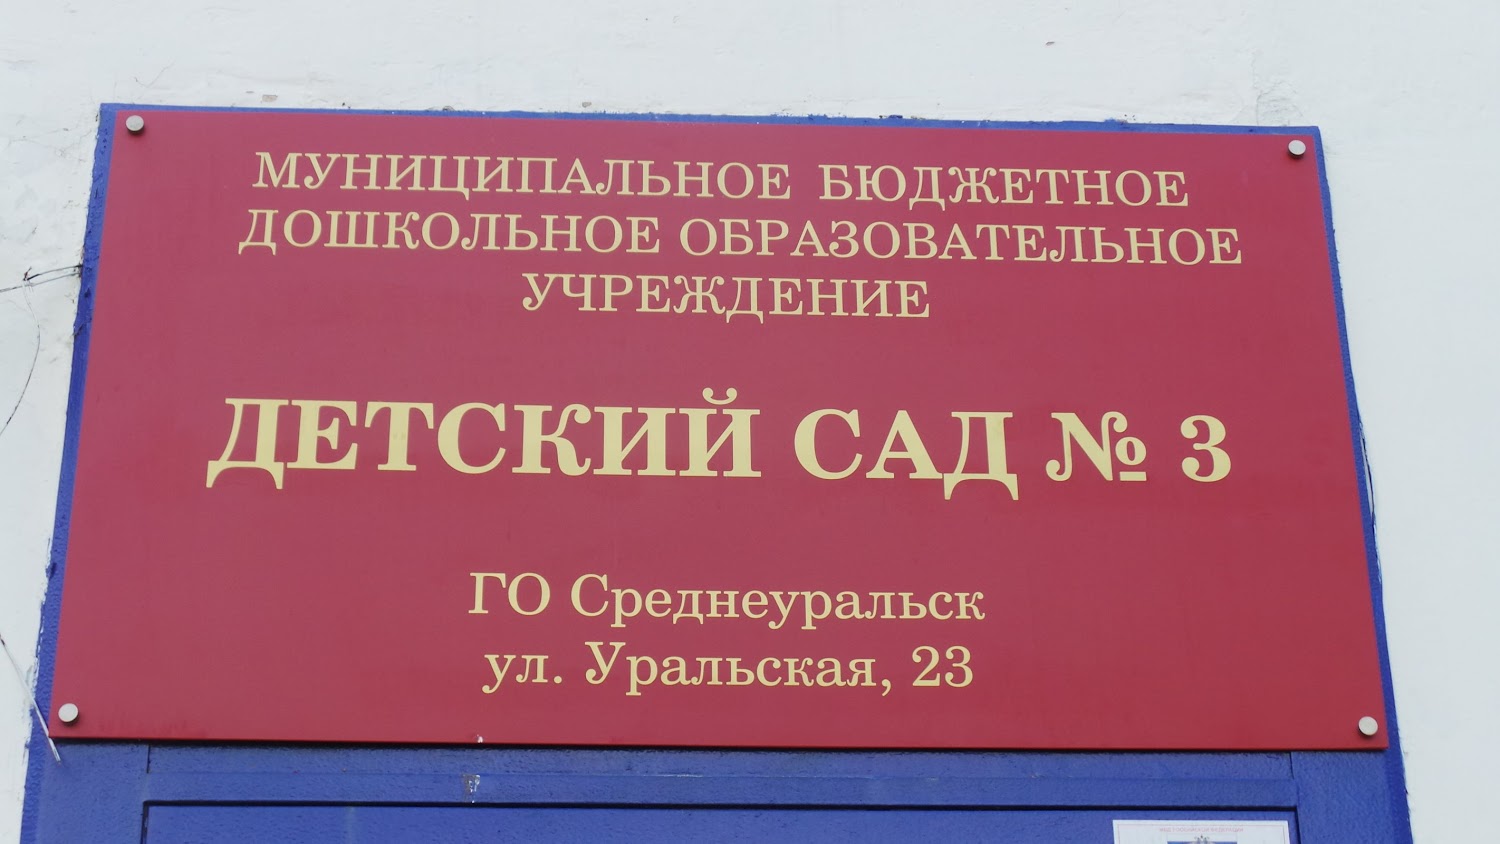 МУНИЦИПАЛЬНОЕ БЮДЖЕТНОЕ
ДОШКОЛЬНОЕ ОБРАЗОВАТЕЛЬНОЕ
УЧРЕЖДЕНИЕ
ДЕТСКИЙ САД № 3
ГО Среднеуральск
ул. Уральская, 23